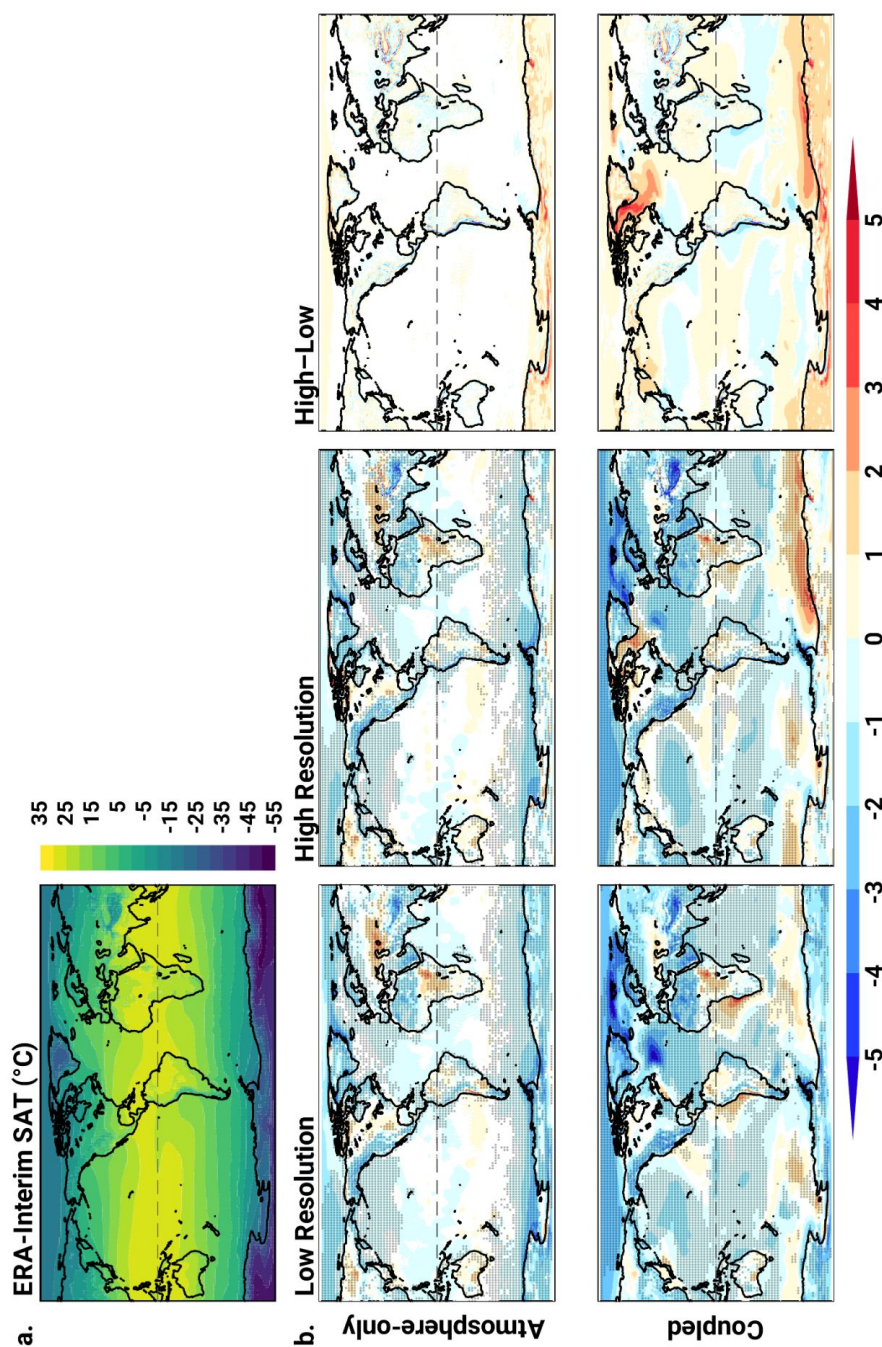 a.
ERA-Interim SAT (°C)
35
25
15
5
-5
-15
-25
-35
-45
-55
b.
Low Resolution
High Resolution
High−Low
Atmosphere-only
Coupled
-5 -4 -3 -2 -1 0 1 2 3 4 5